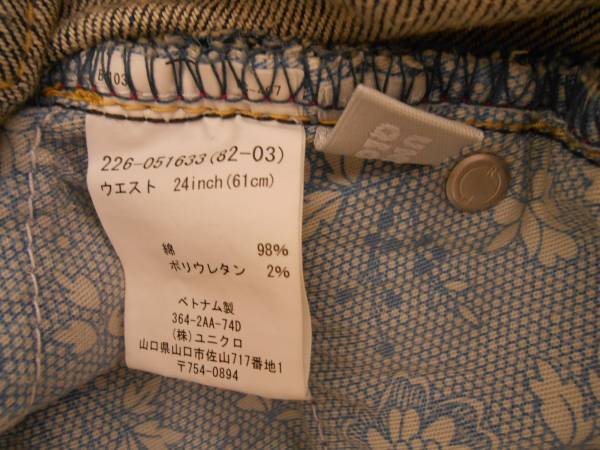 226-051633(82-03)
ウエスト 24inch(61cm)
綿 98%
ポリウレタン 2%
ベトナム製
364-2AA-74D
(株)ユニクロ
山口県山口市佐山717番地1
〒754-0894